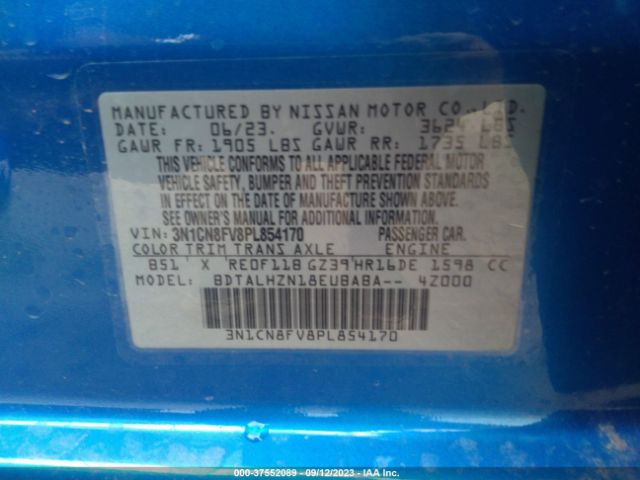 MANUFACTURED BY NISSAN MOTOR CO., LTD.
DATE: 06/23. GVWR: 3624 LBS
GAWR FR: 1905 LBS GAWR RR: 1735 LBS
THIS VEHICLE CONFORMS TO ALL APPLICABLE FEDERAL MOTOR
VEHICLE SAFETY, BUMPER AND THEFT PREVENTION STANDARDS
IN EFFECT ON THE DATE OF MANUFACTURE SHOWN ABOVE.
SEE OWNER'S MANUAL FOR ADDITIONAL INFORMATION.
VIN: 3N1CN8FV8PL854170 PASSENGER CAR.
COLOR TRIM TRANS AXLE ENGINE
B51 X RE0F11B GZ39 HR16DE 1598 CC
MODEL: BDTALHZN18EUBABA-- 4Z000
3N1CN8FV8PL854170
000-37552089 - 09/12/2023 - IAA Inc.